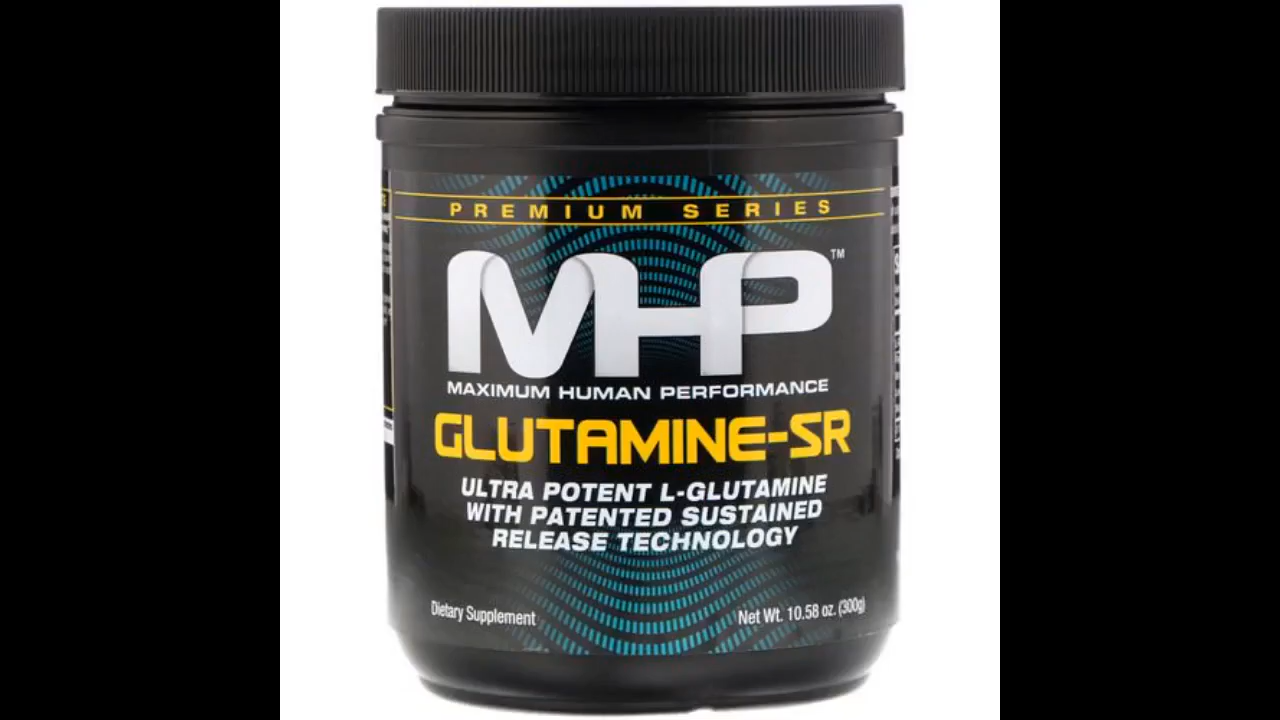 PREMIUM SERIES
MHP™
MAXIMUM HUMAN PERFORMANCE
GLUTAMINE-SR
ULTRA POTENT L-GLUTAMINE
WITH PATENTED SUSTAINED
RELEASE TECHNOLOGY
Dietary Supplement
Net Wt. 10.58 oz. (300g)